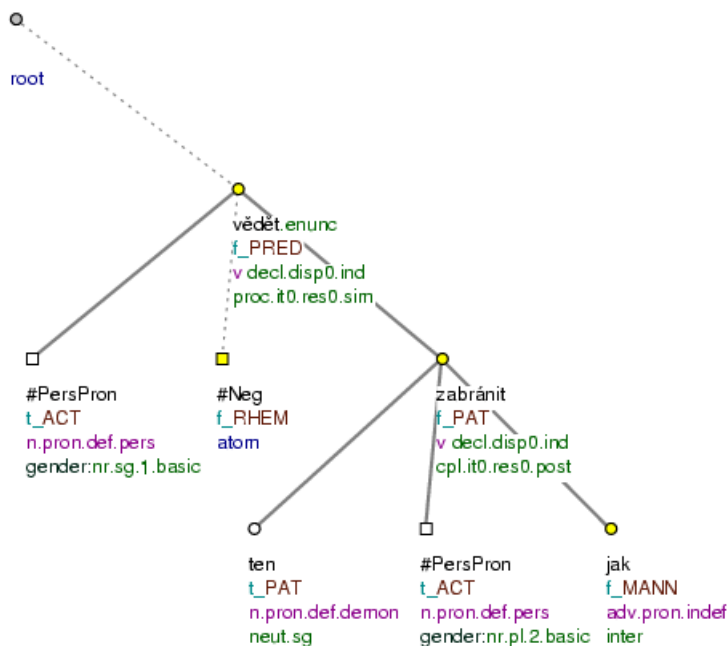 root
vědět.enunc
f_PRED
v decl.disp0.ind
proc.it0.res0.sim
#PersPron
t_ACT
n.pron.def.pers
gender:nr.sg.1.basic
#Neg
f_RHEM
atom
zabránit
f_PAT
v decl.disp0.ind
cpl.it0.res0.post
ten
t_PAT
n.pron.def.demon
neut.sg
#PersPron
t_ACT
n.pron.def.pers
gender:nr.pl.2.basic
jak
f_MANN
adv.pron.indef
inter